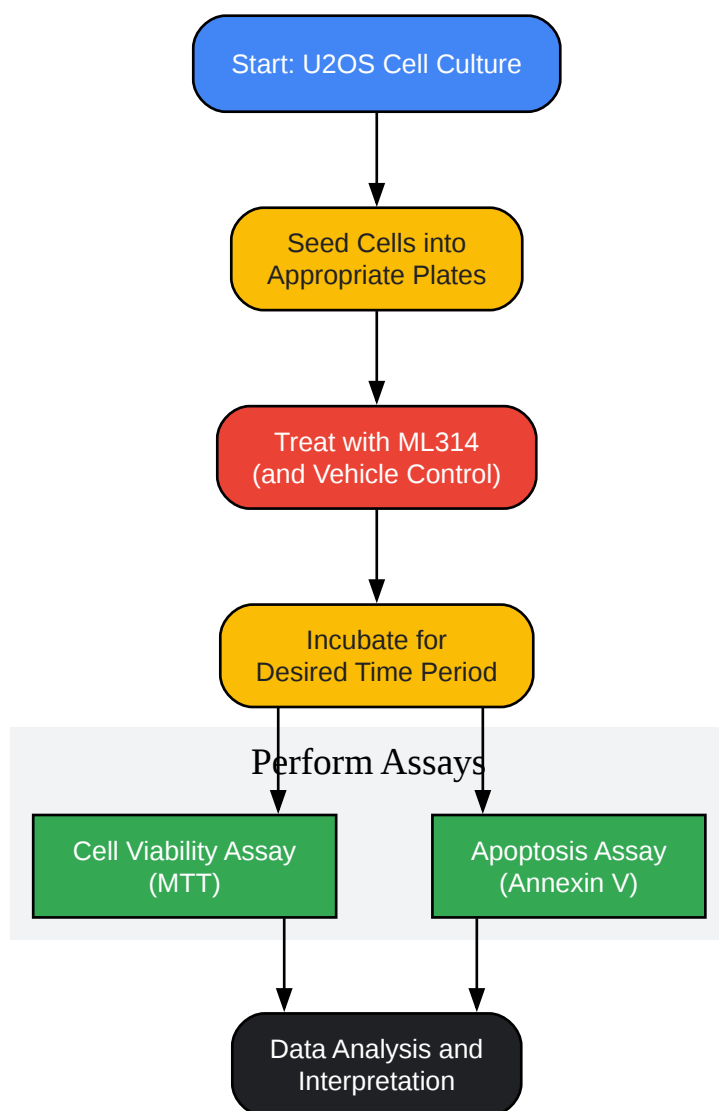 Start: U2OS Cell Culture
Seed Cells into
Appropriate Plates
Treat with ML314
(and Vehicle Control)
Incubate for
Desired Time Period
Perform Assays
Cell Viability Assay
(MTT)
Apoptosis Assay
(Annexin V)
Data Analysis and
Interpretation